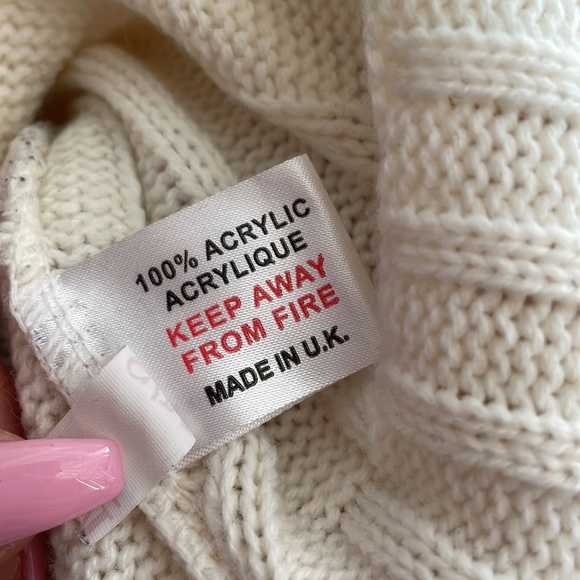 100% ACRYLIC
ACRYLIQUE
KEEP AWAY
FROM FIRE
MADE IN U.K.